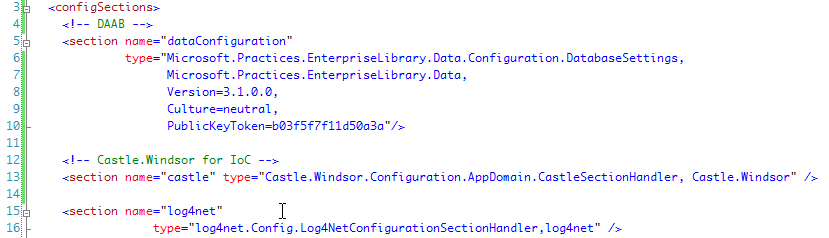 3 <configSections>
4 <!-- DAAB -->
5 <section name="dataConfiguration"
6 type="Microsoft.Practices.EnterpriseLibrary.Data.Configuration.DatabaseSettings,
7 Microsoft.Practices.EnterpriseLibrary.Data,
8 Version=3.1.0.0,
9 Culture=neutral,
10 PublicKeyToken=b03f5f7f11d50a3a"/>
11
12 <!-- Castle.Windsor for IoC -->
13 <section name="castle" type="Castle.Windsor.Configuration.AppDomain.CastleSectionHandler, Castle.Windsor" />
14
15 <section name="log4net"
16 type="log4net.Config.Log4NetConfigurationSectionHandler,log4net" />